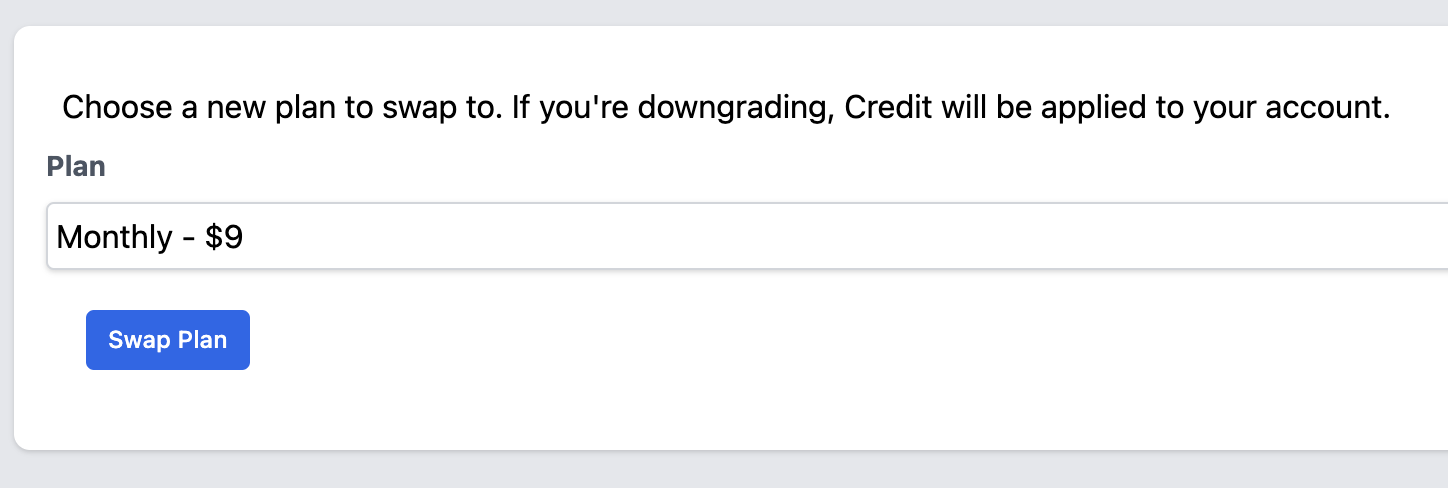 Choose a new plan to swap to. If you're downgrading, Credit will be applied to your account.
Plan
Monthly - $9
Swap Plan